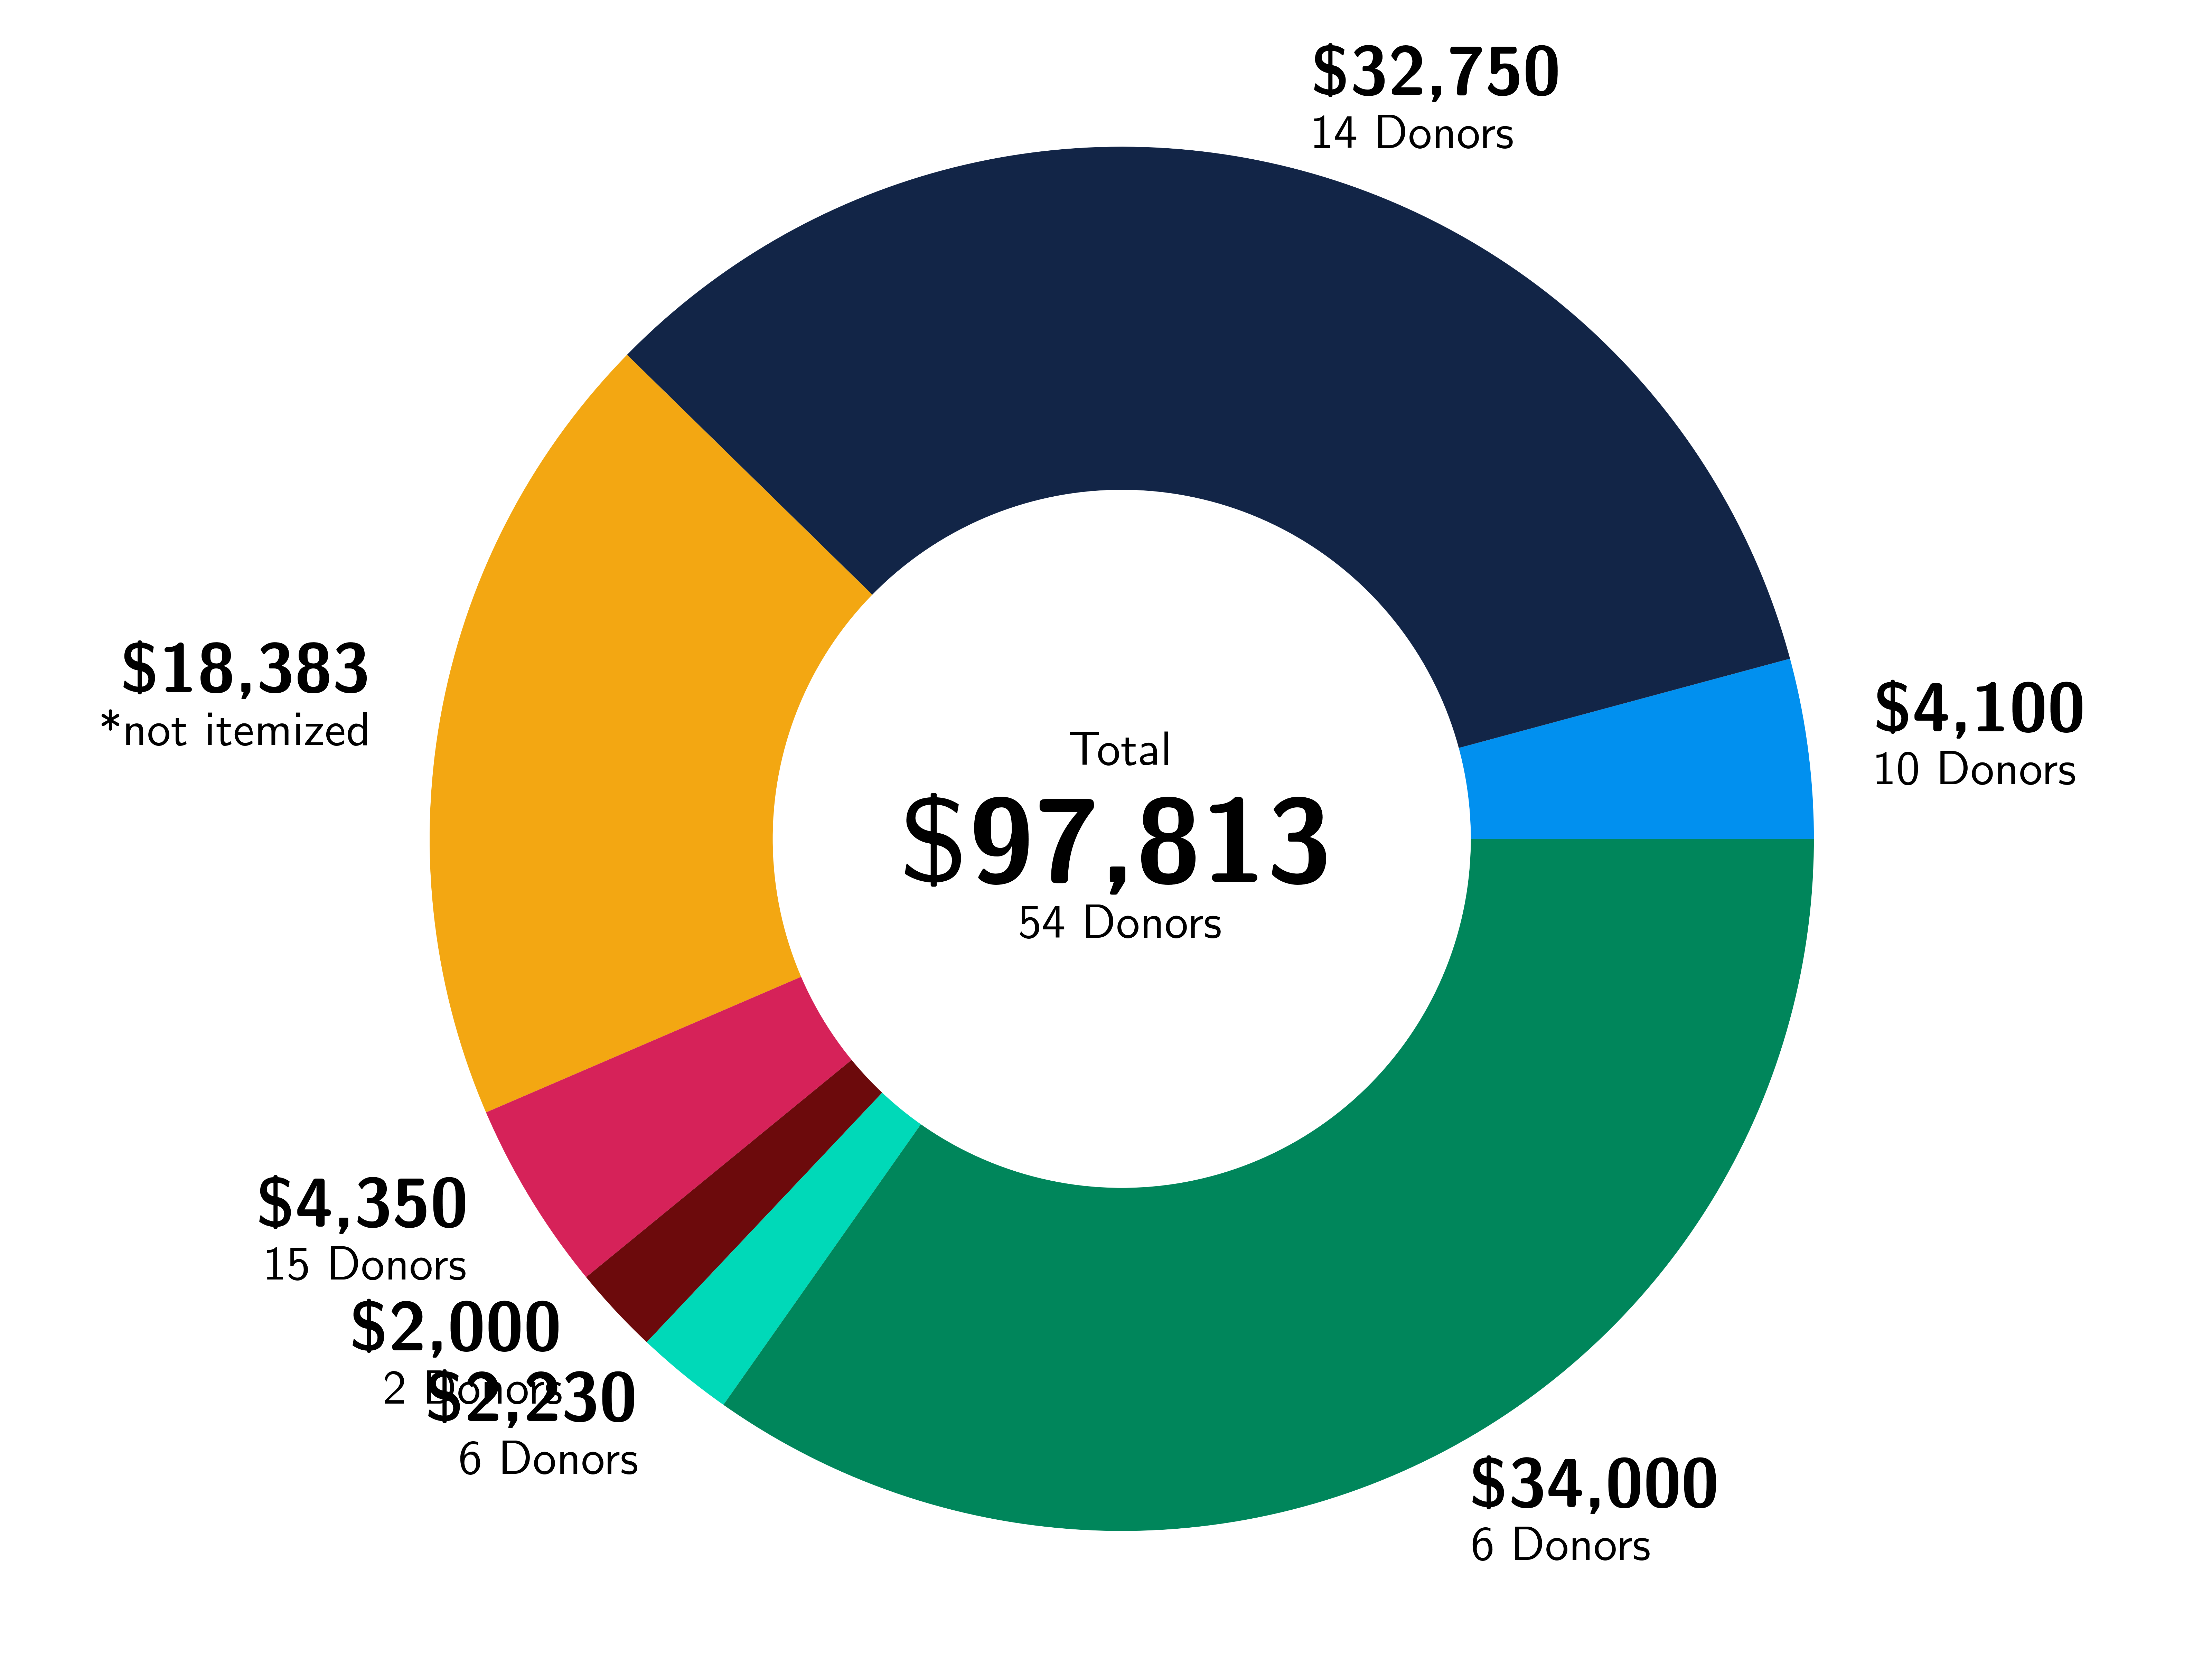 $32,750
14 Donors
$4,100
10 Donors
$18,383
*not itemized
Total
$97,813
54 Donors
$4,350
15 Donors
$2,000
2 Donors
$2,230
6 Donors
$34,000
6 Donors